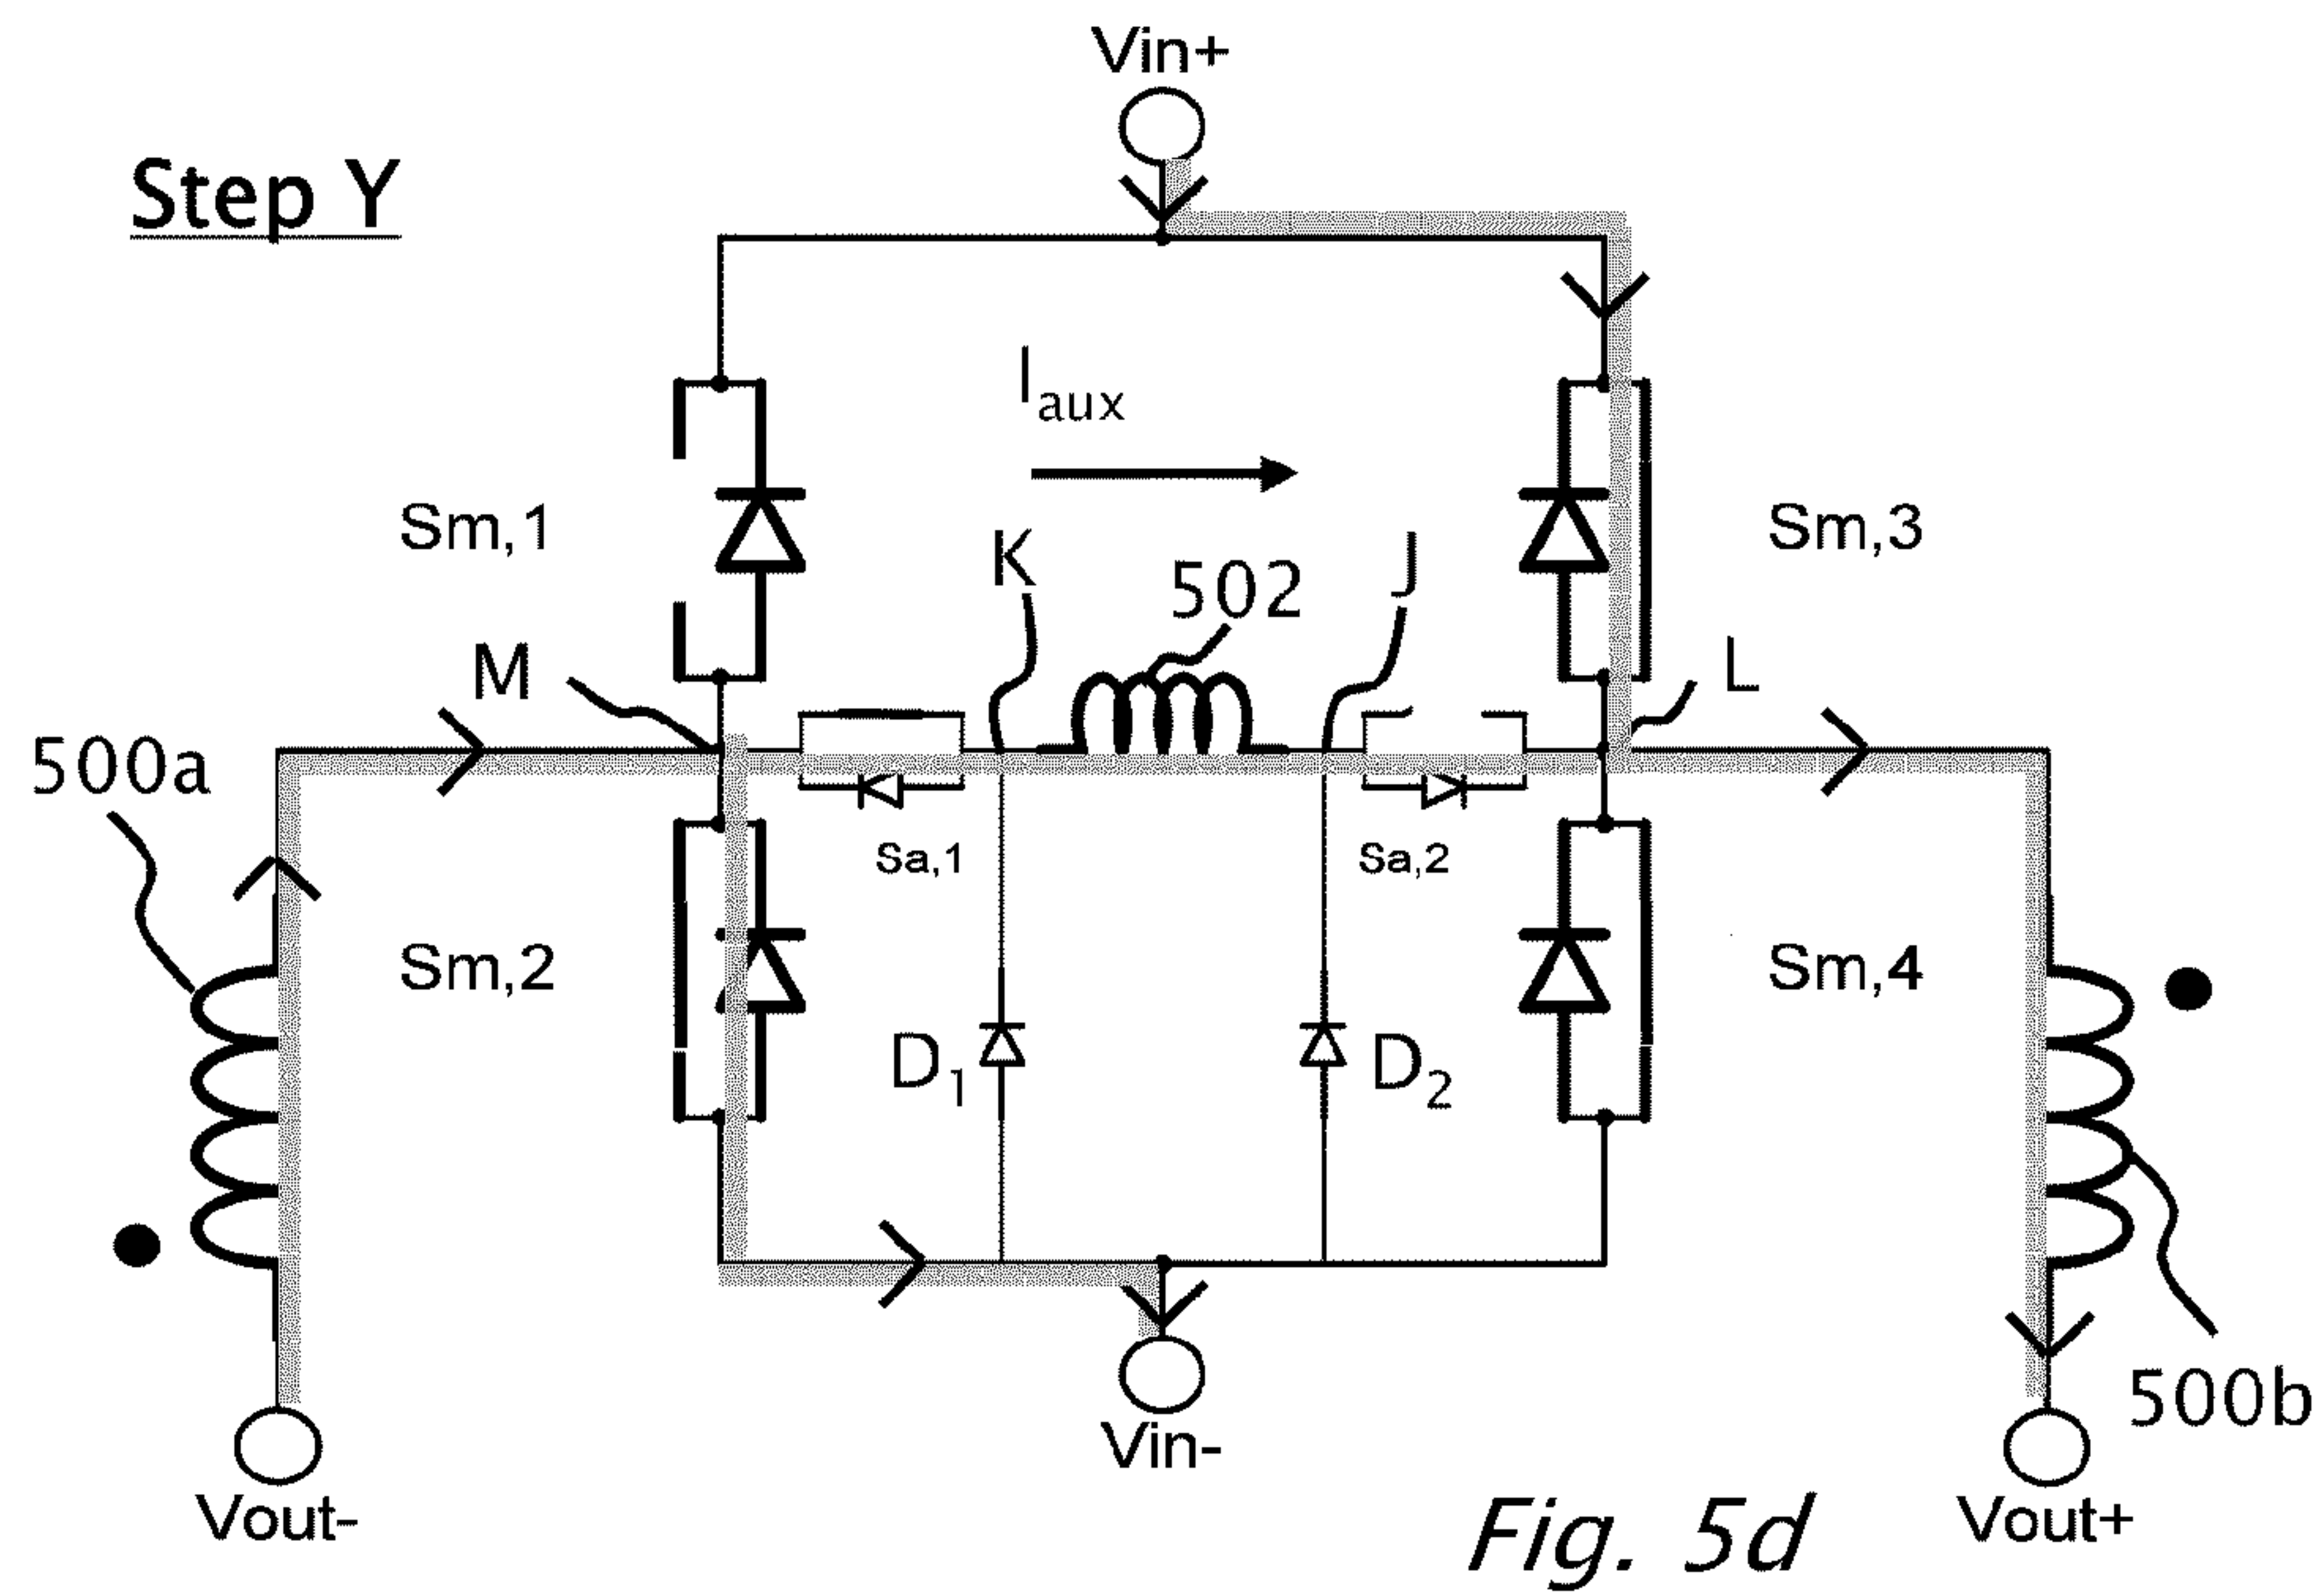 Vin+
Step Y
Iaux
Sm,1
Sm,3
K
502
J
M
L
500a
Sa,1
Sa,2
Sm,2
Sm,4
D1
D2
500b
Vin-
Vout-
Vout+
Fig. 5d